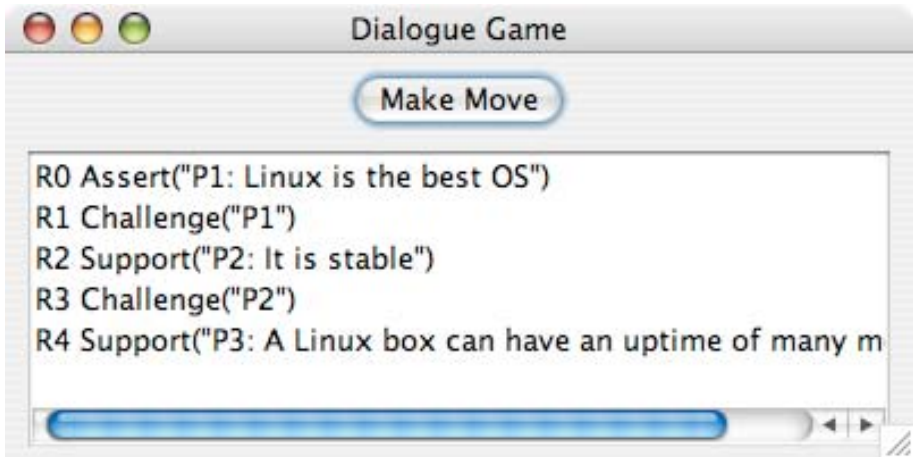 Dialogue Game
Make Move
R0 Assert("P1: Linux is the best OS")
R1 Challenge("P1")
R2 Support("P2: It is stable")
R3 Challenge("P2")
R4 Support("P3: A Linux box can have an uptime of many m